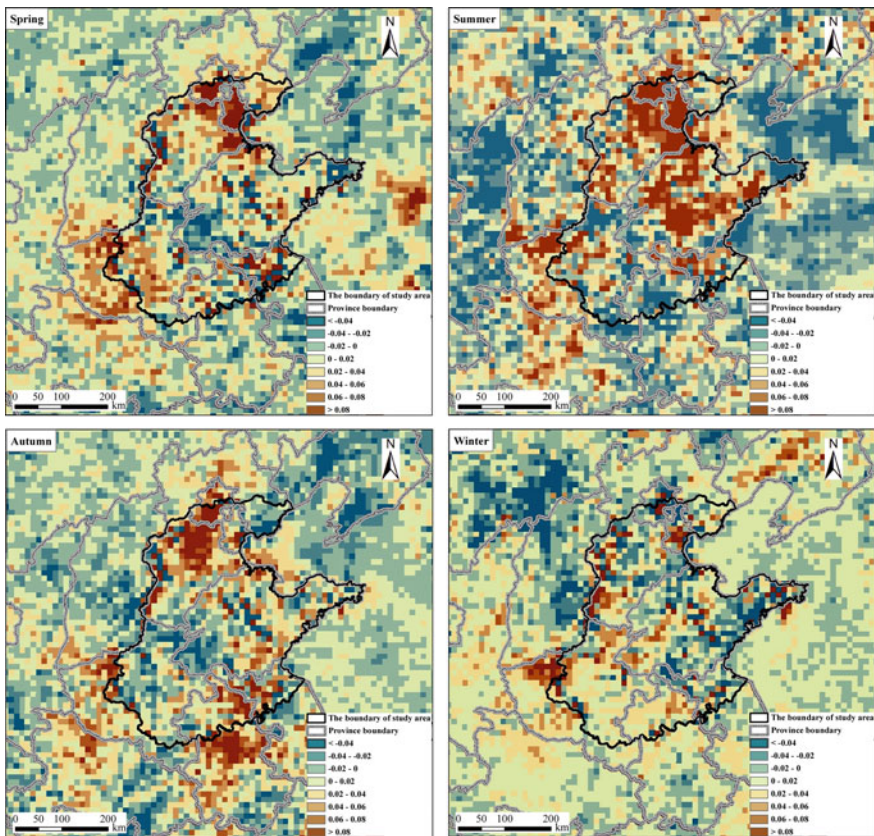 Spring
N
The boundary of study area
Province boundary
< -0.04
-0.04 - -0.02
-0.02 - 0
0 - 0.02
0.02 - 0.04
0.04 - 0.06
0.06 - 0.08
> 0.08
0 50 100 200
km
Summer
N
The boundary of study area
Province boundary
< -0.04
-0.04 - -0.02
-0.02 - 0
0 - 0.02
0.02 - 0.04
0.04 - 0.06
0.06 - 0.08
> 0.08
0 50 100 200
km
Autumn
N
The boundary of study area
Province boundary
< -0.04
-0.04 - -0.02
-0.02 - 0
0 - 0.02
0.02 - 0.04
0.04 - 0.06
0.06 - 0.08
> 0.08
0 50 100 200
km
Winter
N
The boundary of study area
Province boundary
< -0.04
-0.04 - -0.02
-0.02 - 0
0 - 0.02
0.02 - 0.04
0.04 - 0.06
0.06 - 0.08
> 0.08
0 50 100 200
km